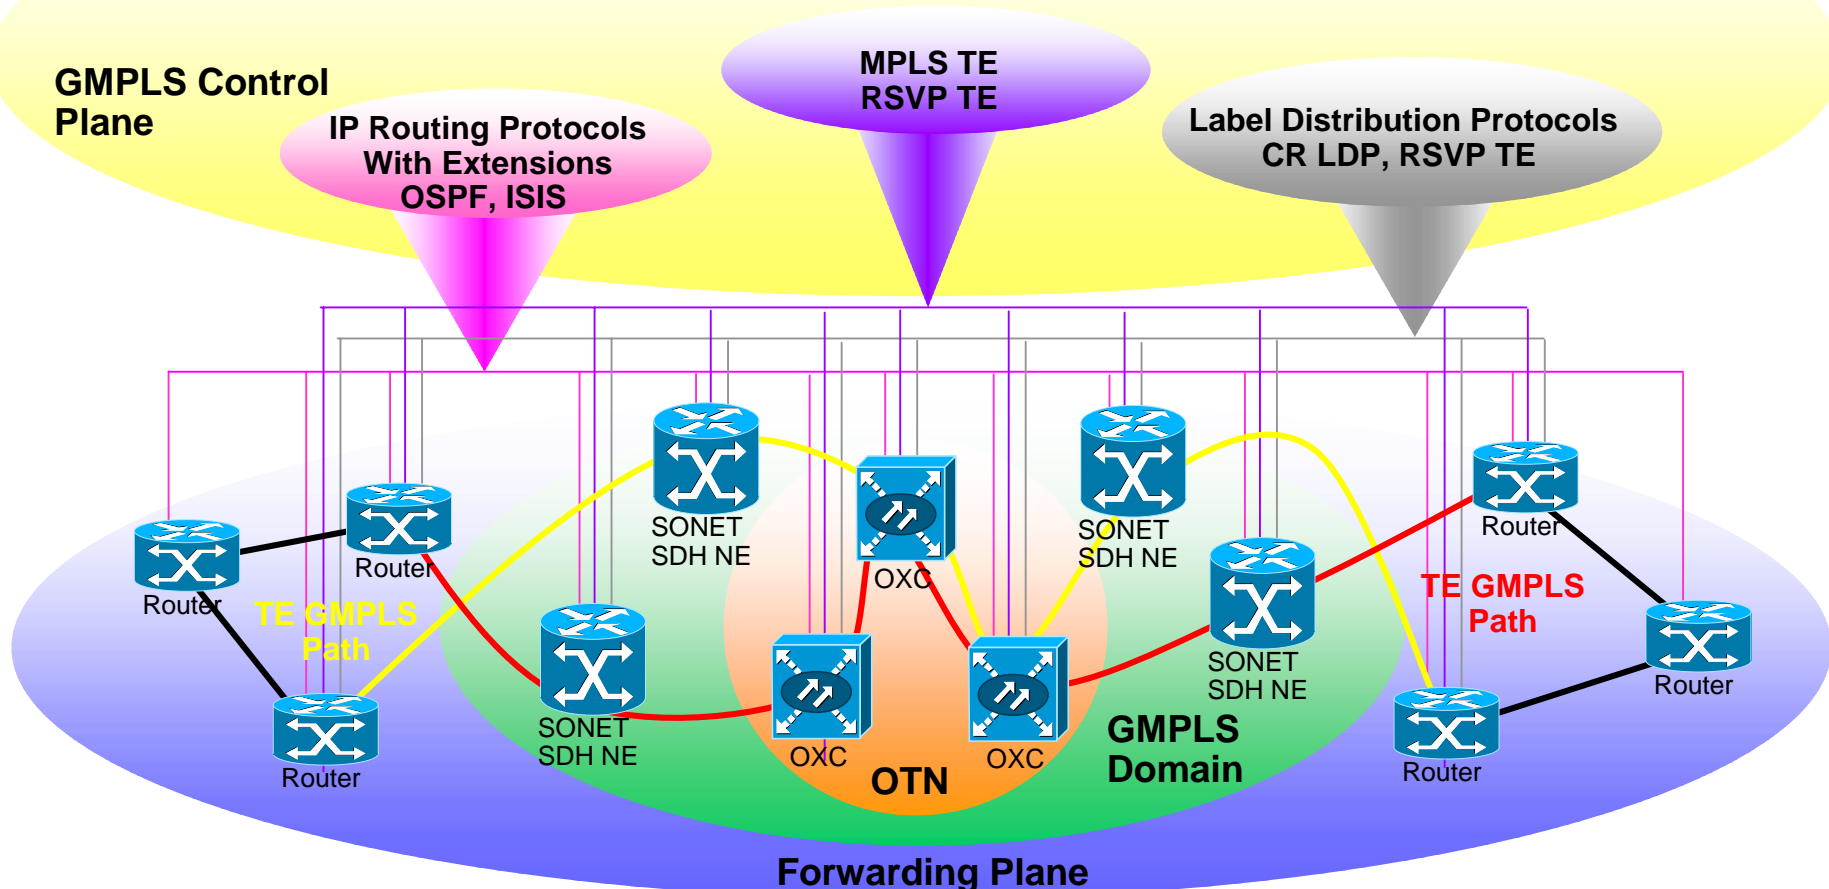 GMPLS Control
Plane
IP Routing Protocols
With Extensions
OSPF, ISIS
MPLS TE
RSVP TE
Label Distribution Protocols
CR LDP, RSVP TE
Router
Router
Router
TE GMPLS
Path
SONET
SDH NE
SONET
SDH NE
OXC
OXC
OXC
OTN
SONET
SDH NE
SONET
SDH NE
GMPLS
Domain
TE GMPLS
Path
Router
Router
Router
Forwarding Plane